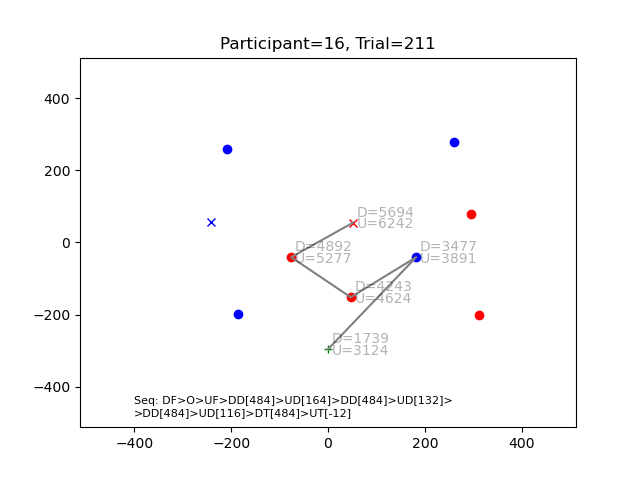 Participant=16, Trial=211
400
200
0
−200
−400
D=5694
U=6242
D=4892
U=5277
D=3477
U=3891
D=4243
U=4624
D=1739
U=3124
Seq: DF>O>UF>DD[484]>UD[164]>DD[484]>UD[132]>
>DD[484]>UD[116]>DT[484]>UT[-12]
−400 −200 0 200 400